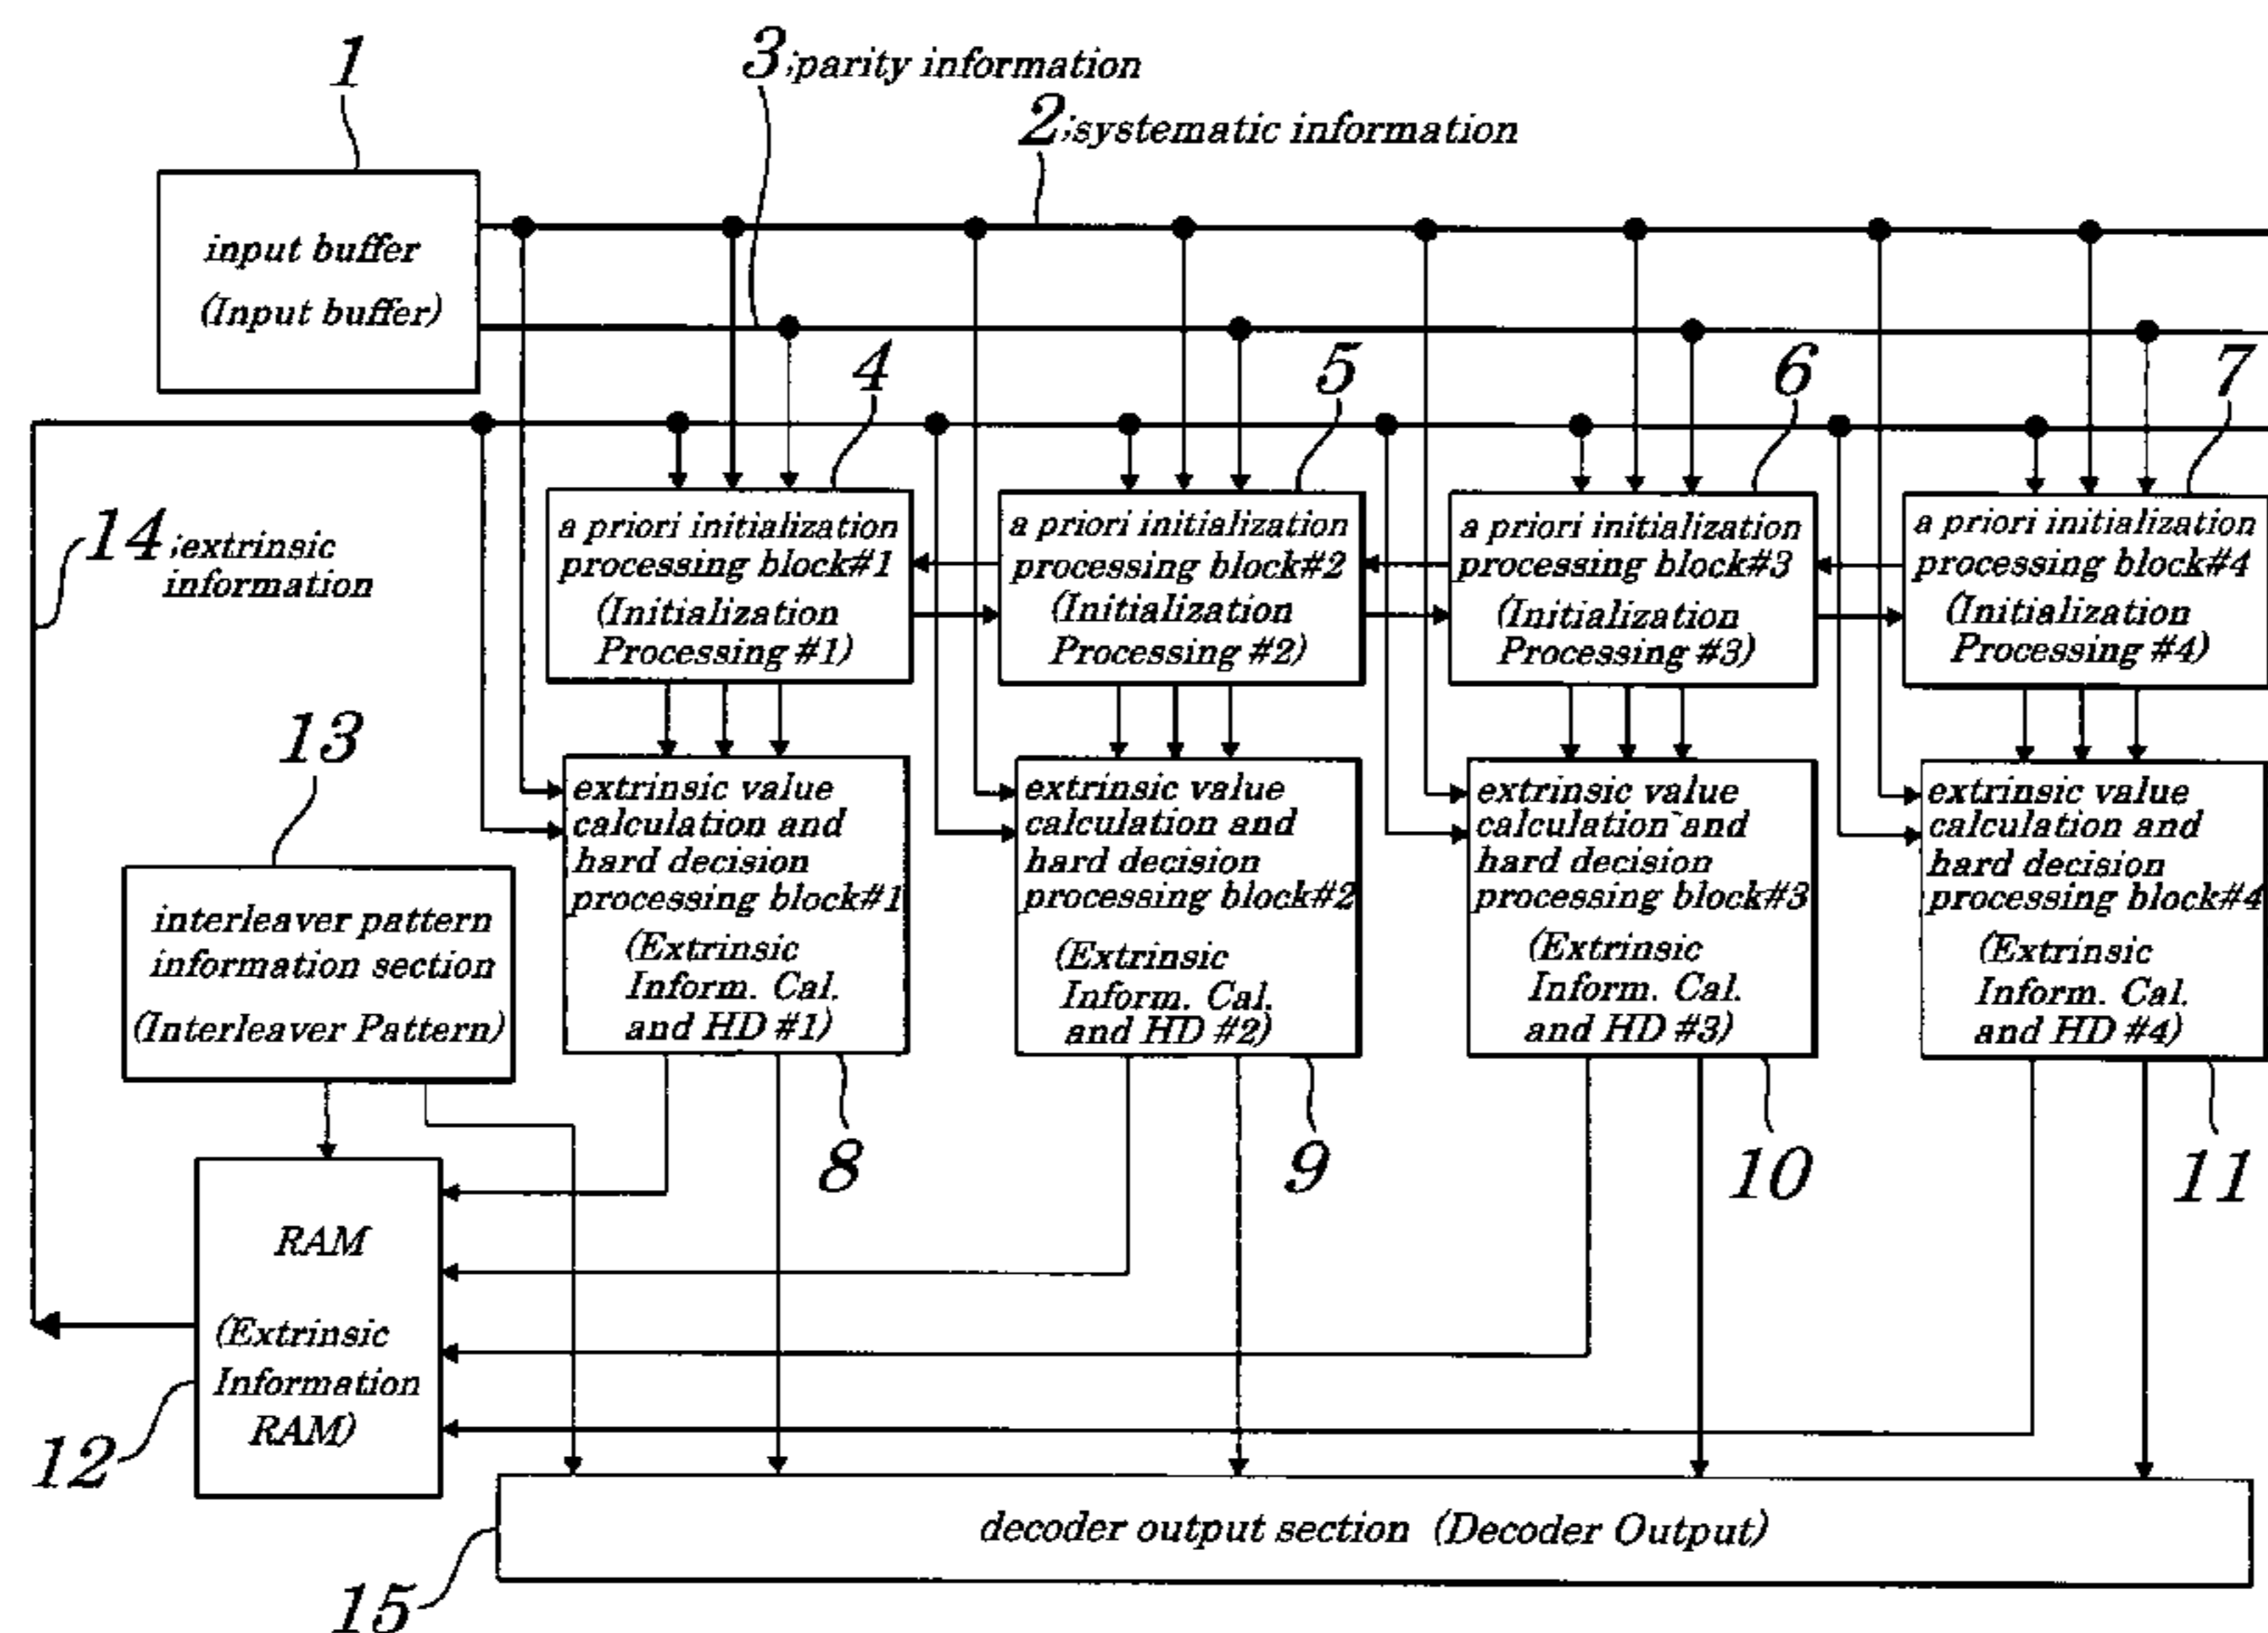 1
3;parity information
2;systematic information
input buffer
(Input buffer)
4
5
6
7
14;extrinsic
information
a priori initialization
processing block#1
(Initialization
Processing #1)
a priori initialization
processing block#2
(Initialization
Processing #2)
a priori initialization
processing block#3
(Initialization
Processing #3)
a priori initialization
processing block#4
(Initialization
Processing #4)
13
interleaver pattern
information section
(Interleaver Pattern)
extrinsic value
calculation and
hard decision
processing block#1
(Extrinsic
Inform. Cal.
and HD #1)
extrinsic value
calculation and
hard decision
processing block#2
(Extrinsic
Inform. Cal.
and HD #2)
extrinsic value
calculation and
hard decision
processing block#3
(Extrinsic
Inform. Cal.
and HD #3)
extrinsic value
calculation and
hard decision
processing block#4
(Extrinsic
Inform. Cal.
and HD #4)
8
9
10
11
RAM
(Extrinsic
Information
RAM)
12
decoder output section (Decoder Output)
15